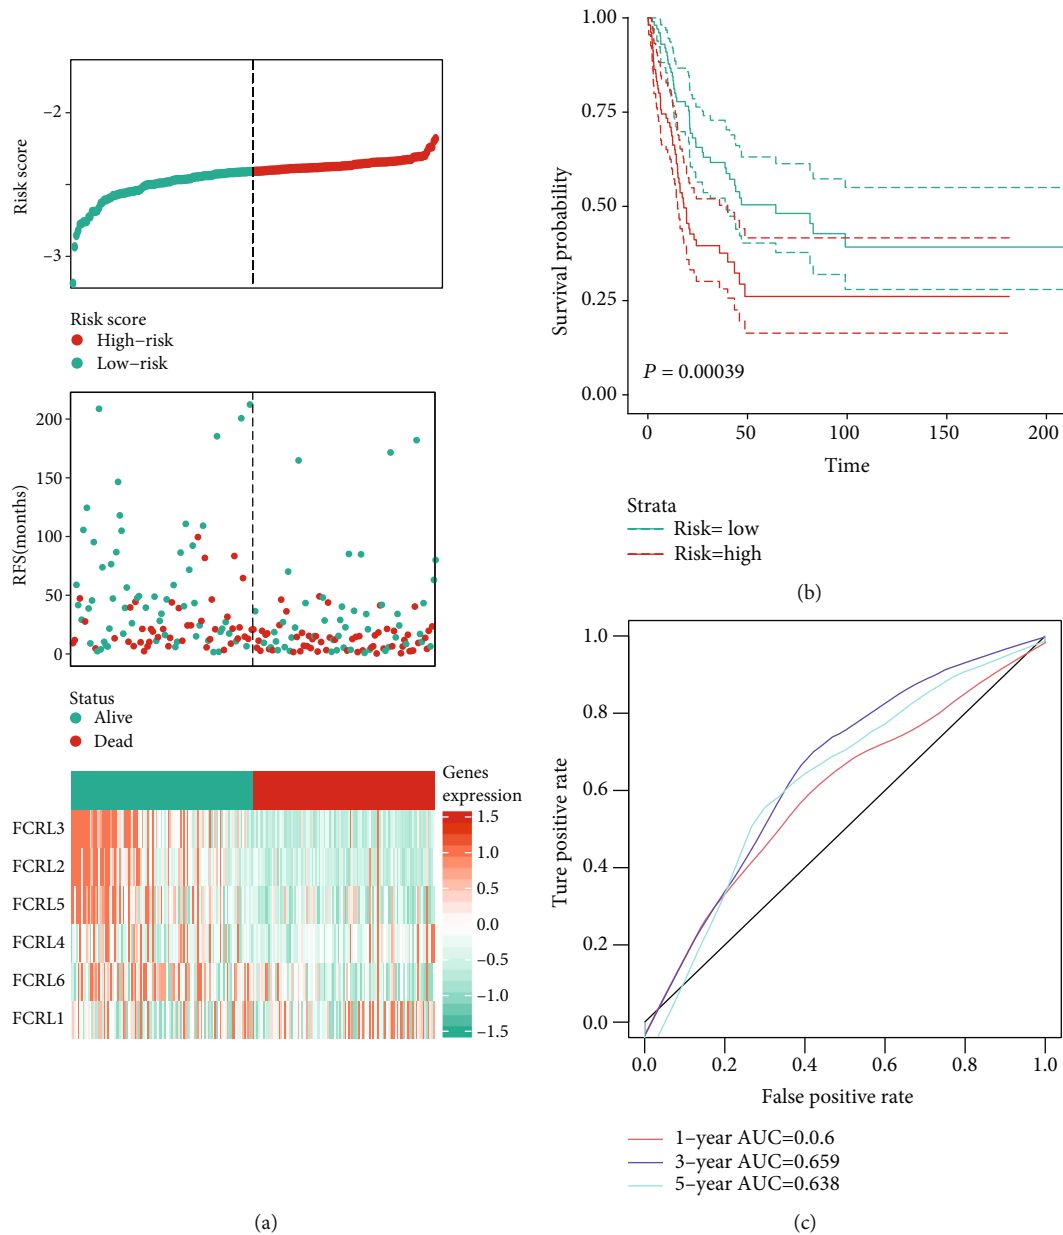 −2
−3
Risk score
Risk score
High−risk
Low−risk
200
150
100
50
0
RFS(months)
Status
Alive
Dead
Genes
expression
FCRL3
FCRL2
FCRL5
FCRL4
FCRL6
FCRL1
1.5
1.0
0.5
0.0
−0.5
−1.0
−1.5
(a)
1.00
0.75
0.50
0.25
0.00
Survival probability
P = 0.00039
0 50 100 150 200
Time
Strata
Risk= low
Risk=high
(b)
1.0
0.8
0.6
0.4
0.2
0.0
Ture positive rate
0.0 0.2 0.4 0.6 0.8 1.0
False positive rate
1−year AUC=0.0.6
3−year AUC=0.659
5−year AUC=0.638
(c)